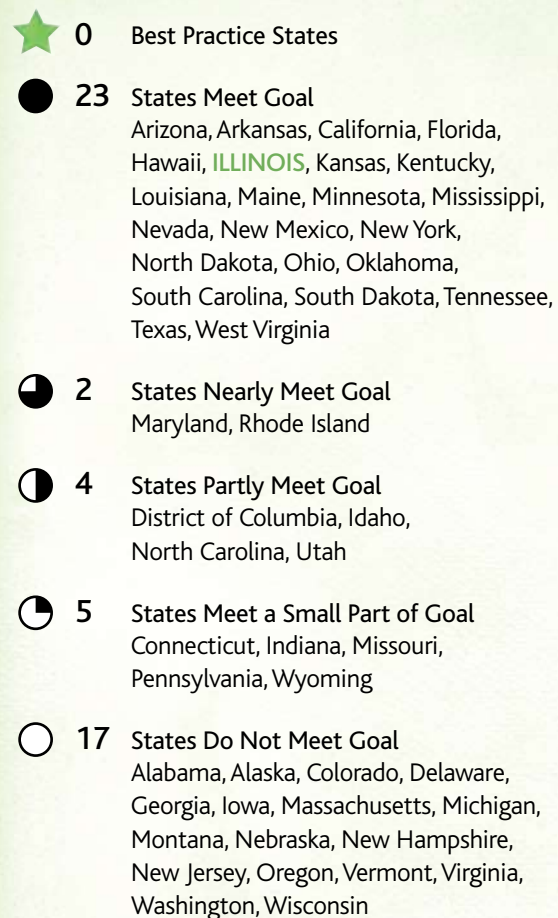 0 Best Practice States
23 States Meet Goal
Arizona, Arkansas, California, Florida,
Hawaii, ILLINOIS, Kansas, Kentucky,
Louisiana, Maine, Minnesota, Mississippi,
Nevada, New Mexico, New York,
North Dakota, Ohio, Oklahoma,
South Carolina, South Dakota, Tennessee,
Texas, West Virginia
2 States Nearly Meet Goal
Maryland, Rhode Island
4 States Partly Meet Goal
District of Columbia, Idaho,
North Carolina, Utah
5 States Meet a Small Part of Goal
Connecticut, Indiana, Missouri,
Pennsylvania, Wyoming
17 States Do Not Meet Goal
Alabama, Alaska, Colorado, Delaware,
Georgia, Iowa, Massachusetts, Michigan,
Montana, Nebraska, New Hampshire,
New Jersey, Oregon, Vermont, Virginia,
Washington, Wisconsin